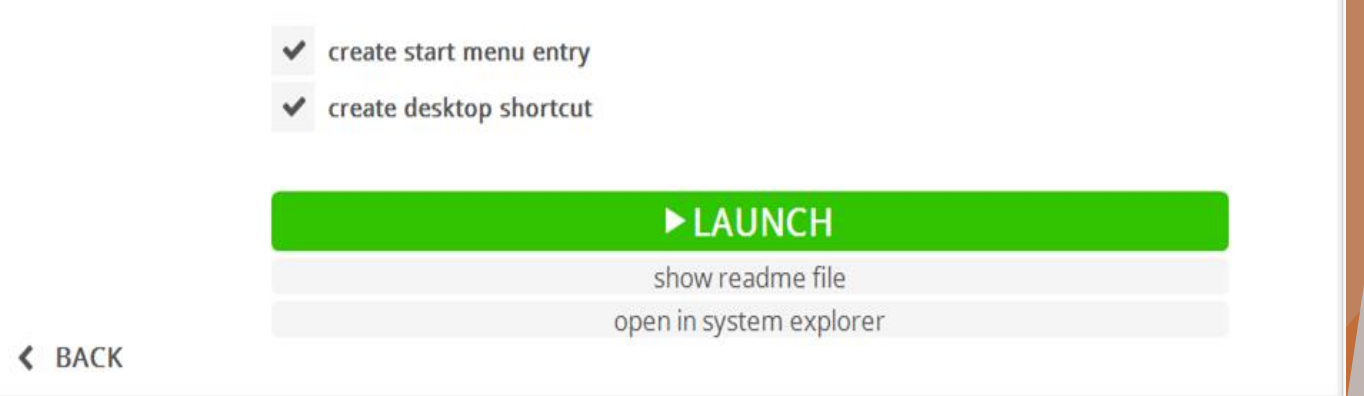 create start menu entry
create desktop shortcut
LAUNCH
show readme file
open in system explorer
BACK